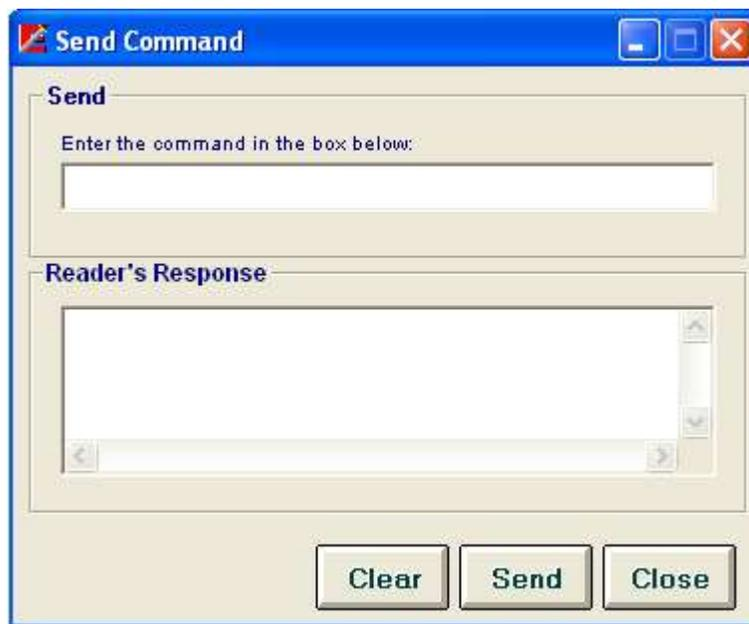 Send Command
Send
Enter the command in the box below:
Reader's Response
Clear Send Close